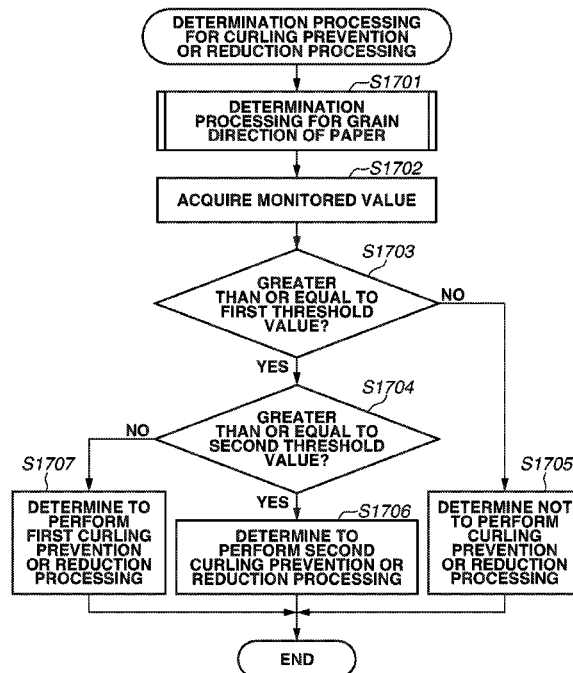 DETERMINATION PROCESSING
FOR CURLING PREVENTION
OR REDUCTION PROCESSING
S1701
DETERMINATION
PROCESSING FOR GRAIN
DIRECTION OF PAPER
S1702
ACQUIRE MONITORED VALUE
S1703
GREATER
THAN OR EQUAL TO
FIRST THRESHOLD
VALUE?
NO
YES
S1704
GREATER
THAN OR EQUAL TO
SECOND THRESHOLD
VALUE?
NO
YES
S1707
DETERMINE TO
PERFORM
FIRST CURLING
PREVENTION
OR REDUCTION
PROCESSING
S1706
DETERMINE TO
PERFORM SECOND
CURLING PREVENTION OR
REDUCTION PROCESSING
S1705
DETERMINE NOT
TO PERFORM
CURLING
PREVENTION
OR REDUCTION
PROCESSING
END